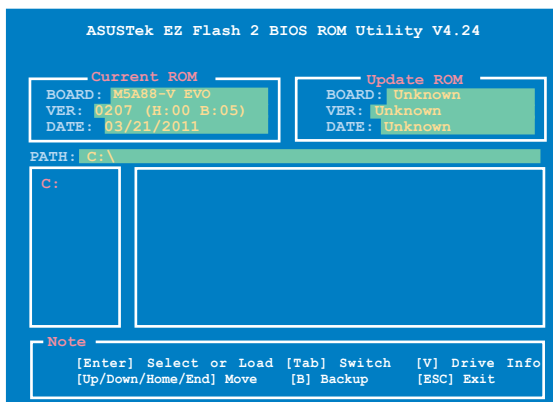 ASUSTek EZ Flash 2 BIOS ROM Utility V4.24
Current ROM
BOARD: M5A88-V EVO
VER: 0207 (H:00 B:05)
DATE: 03/21/2011
Update ROM
BOARD: Unknown
VER: Unknown
DATE: Unknown
PATH: C:\
C:
Note
[Enter] Select or Load [Tab] Switch [V] Drive Info
[Up/Down/Home/End] Move [B] Backup [ESC] Exit